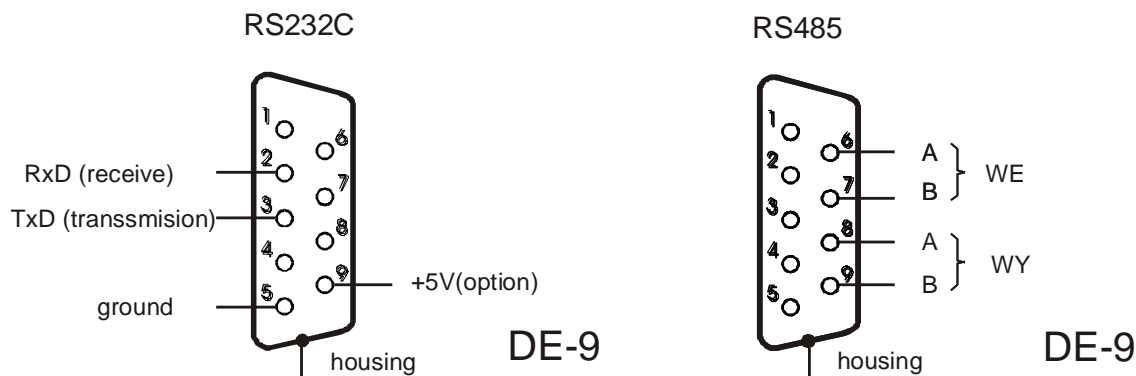 RS232C
1
6
2
RxD (receive)
7
3
TxD (transsmision)
8
4
9
+5V(option)
5
ground
housing
DE-9
RS485
1
6
A
2
WE
7
B
3
8
A
4
WY
9
B
5
housing
DE-9